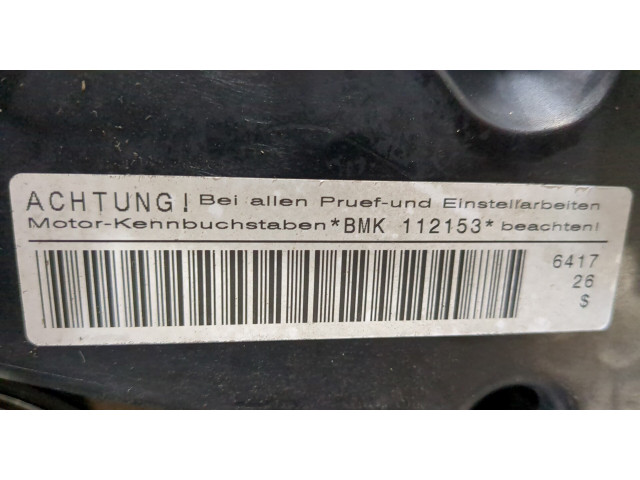 ACHTUNG! Bei allen Pruef-und Einstellarbeiten
Motor-Kennbuchstaben *BMK 112153* beachten!
6417
26
$